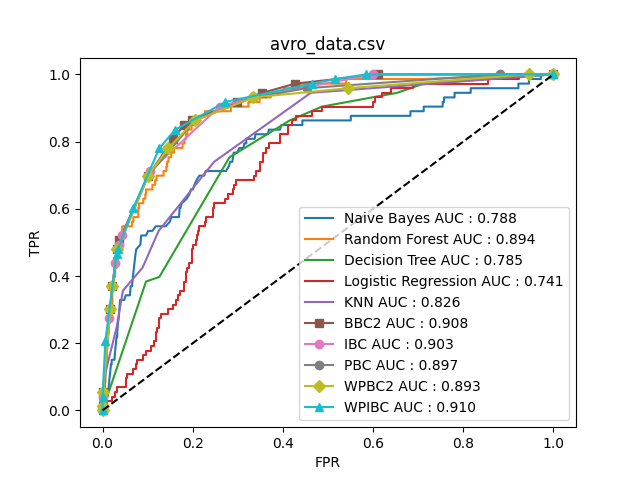 avro_data.csv
TPR
1.0
0.8
0.6
0.4
0.2
0.0
Naive Bayes AUC : 0.788
Random Forest AUC : 0.894
Decision Tree AUC : 0.785
Logistic Regression AUC : 0.741
KNN AUC : 0.826
BBC2 AUC : 0.908
IBC AUC : 0.903
PBC AUC : 0.897
WPBC2 AUC : 0.893
WPIBC AUC : 0.910
0.0 0.2 0.4 0.6 0.8 1.0
FPR